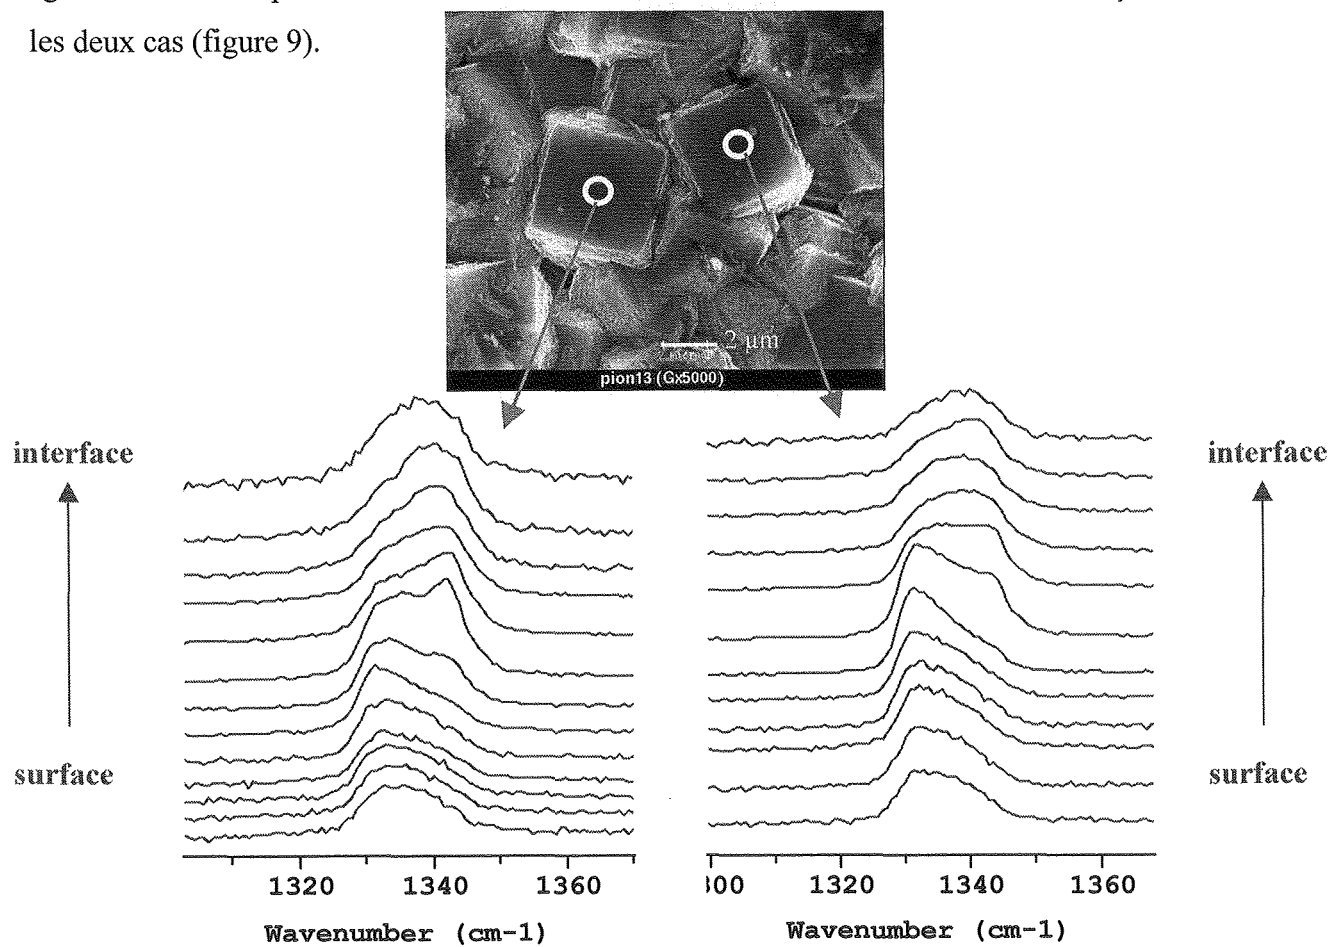 les deux cas (figure 9).
2 µm
pion13 (Gx5000)
interface
interface
surface
surface
1320 1340 1360
300 1320 1340 1360
Wavenumber (cm-1)
Wavenumber (cm-1)